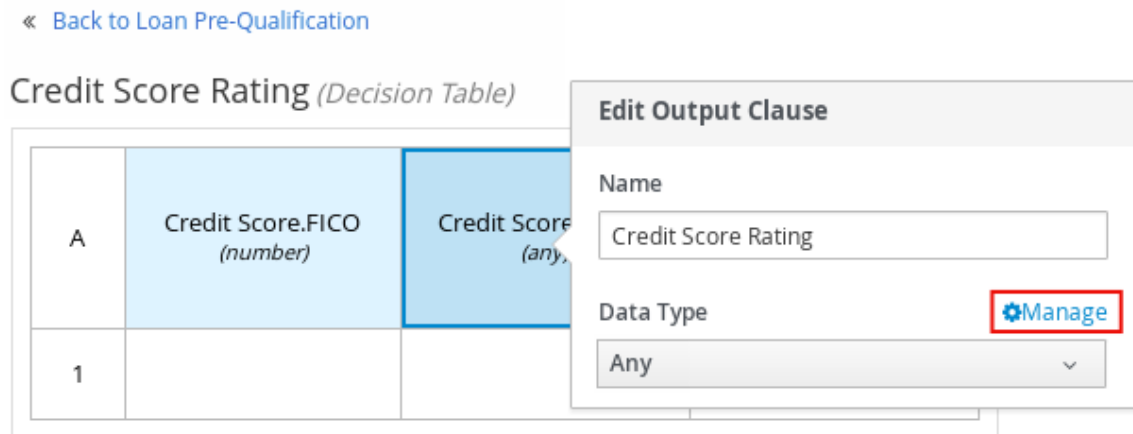 « Back to Loan Pre-Qualification
Credit Score Rating (Decision Table)
Edit Output Clause
Name
Credit Score Rating
Data Type
Manage
Any
A
Credit Score.FICO
(number)
Credit Score
(any)
1